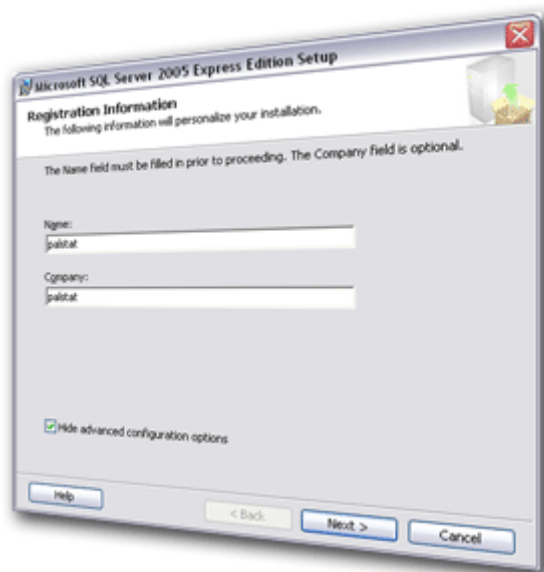 Microsoft SQL Server 2005 Express Edition Setup
Registration Information
The following information will personalize your installation.
The Name field must be filled in prior to proceeding. The Company field is optional.
Name:
palstat
Company:
palstat
Hide advanced configuration options
Help
< Back
Next >
Cancel